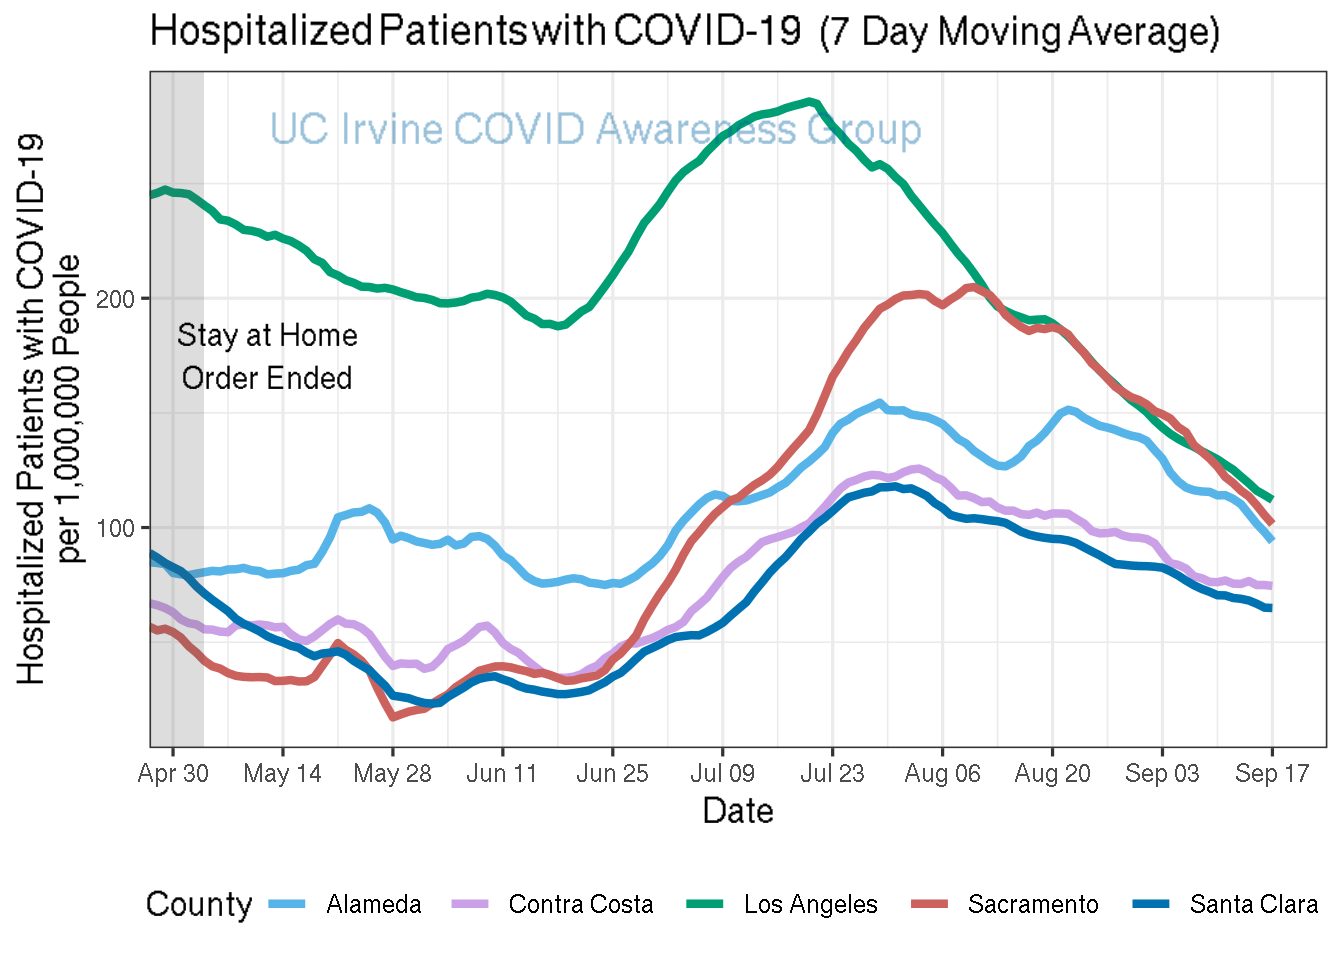 Hospitalized Patients with COVID-19 (7 Day Moving Average)
UC Irvine COVID Awareness Group
Hospitalized Patients with COVID-19
per 1,000,000 People
200
100
Stay at Home
Order Ended
Apr 30 May 14 May 28 Jun 11 Jun 25 Jul 09 Jul 23 Aug 06 Aug 20 Sep 03 Sep 17
Date
County Alameda Contra Costa Los Angeles Sacramento Santa Clara